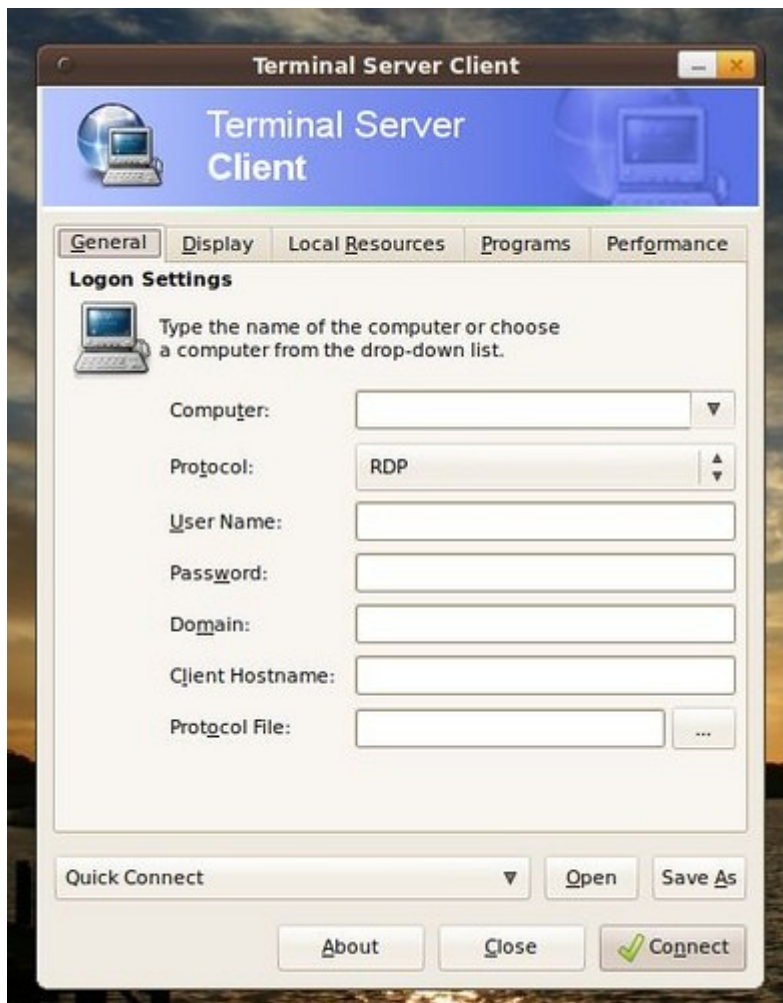 Terminal Server Client
Terminal Server
Client
General Display Local Resources Programs Performance
Logon Settings
Type the name of the computer or choose
a computer from the drop-down list.
Computer:
Protocol: RDP
User Name:
Password:
Domain:
Client Hostname:
Protocol File: ...
Quick Connect Open Save As
About Close Connect